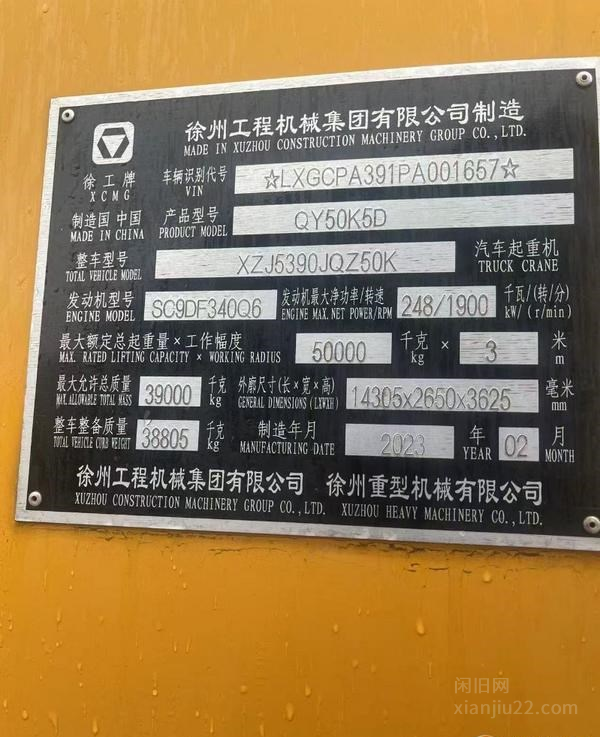 徐州工程机械集团有限公司制造
MADE IN XUZHOU CONSTRUCTION MACHINERY GROUP CO., LTD.
徐工牌
XCMG
车辆识别代号
VIN
☆LXGCPA391PA001657☆
制造国 中国
MADE IN CHINA
产品型号
PRODUCT MODEL
QY50K5D
整车型号
TOTAL VEHICLE MODEL
XZJ5390JQZ50K
汽车起重机
TRUCK CRANE
发动机型号
ENGINE MODEL
SC9DF340Q6
发动机最大净功率/转速
ENGINE MAX. NET POWER/RPM
248/1900
千瓦/(转/分)
kW/(r/min)
最大额定总起重量×工作幅度
MAX. RATED LIFTING CAPACITY × WORKING RADIUS
50000
千克
kg
×
3
米
m
最大允许总质量
MAX. ALLOWABLE TOTAL MASS
39000
千克
kg
外廓尺寸(长×宽×高)
GENERAL DIMENSIONS (LXWXH)
14305x2650x3625
毫米
mm
整车整备质量
TOTAL VEHICLE CURB WEIGHT
38805
千克
kg
制造年月
MANUFACTURING DATE
2023
年
YEAR
02
月
MONTH
徐州工程机械集团有限公司 徐州重型机械有限公司
XUZHOU CONSTRUCTION MACHINERY GROUP CO., LTD. XUZHOU HEAVY MACHINERY CO., LTD.
闲旧网
xianjiu22.com